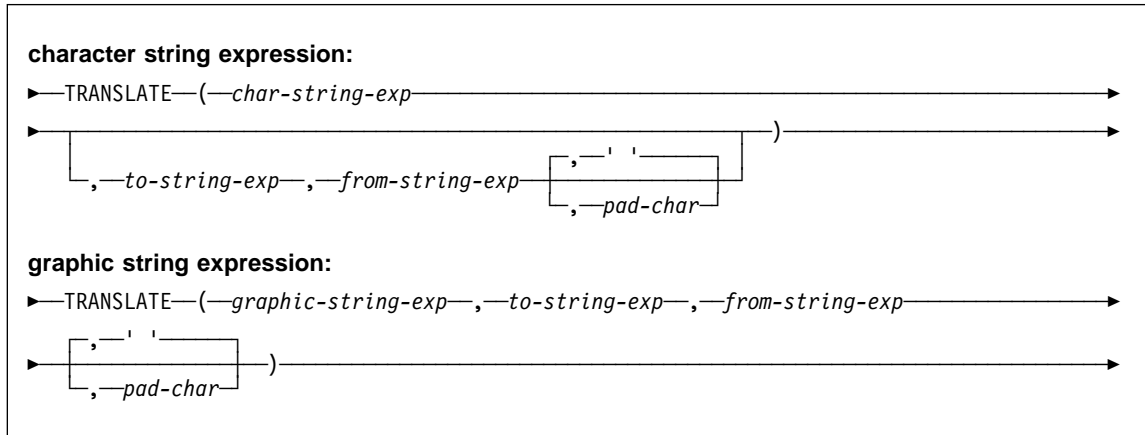 character string expression:
TRANSLATE ( char-string-exp
)
, ' '
, to-string-exp , from-string-exp
, pad-char
graphic string expression:
TRANSLATE ( graphic-string-exp , to-string-exp , from-string-exp
, ' '
)
, pad-char